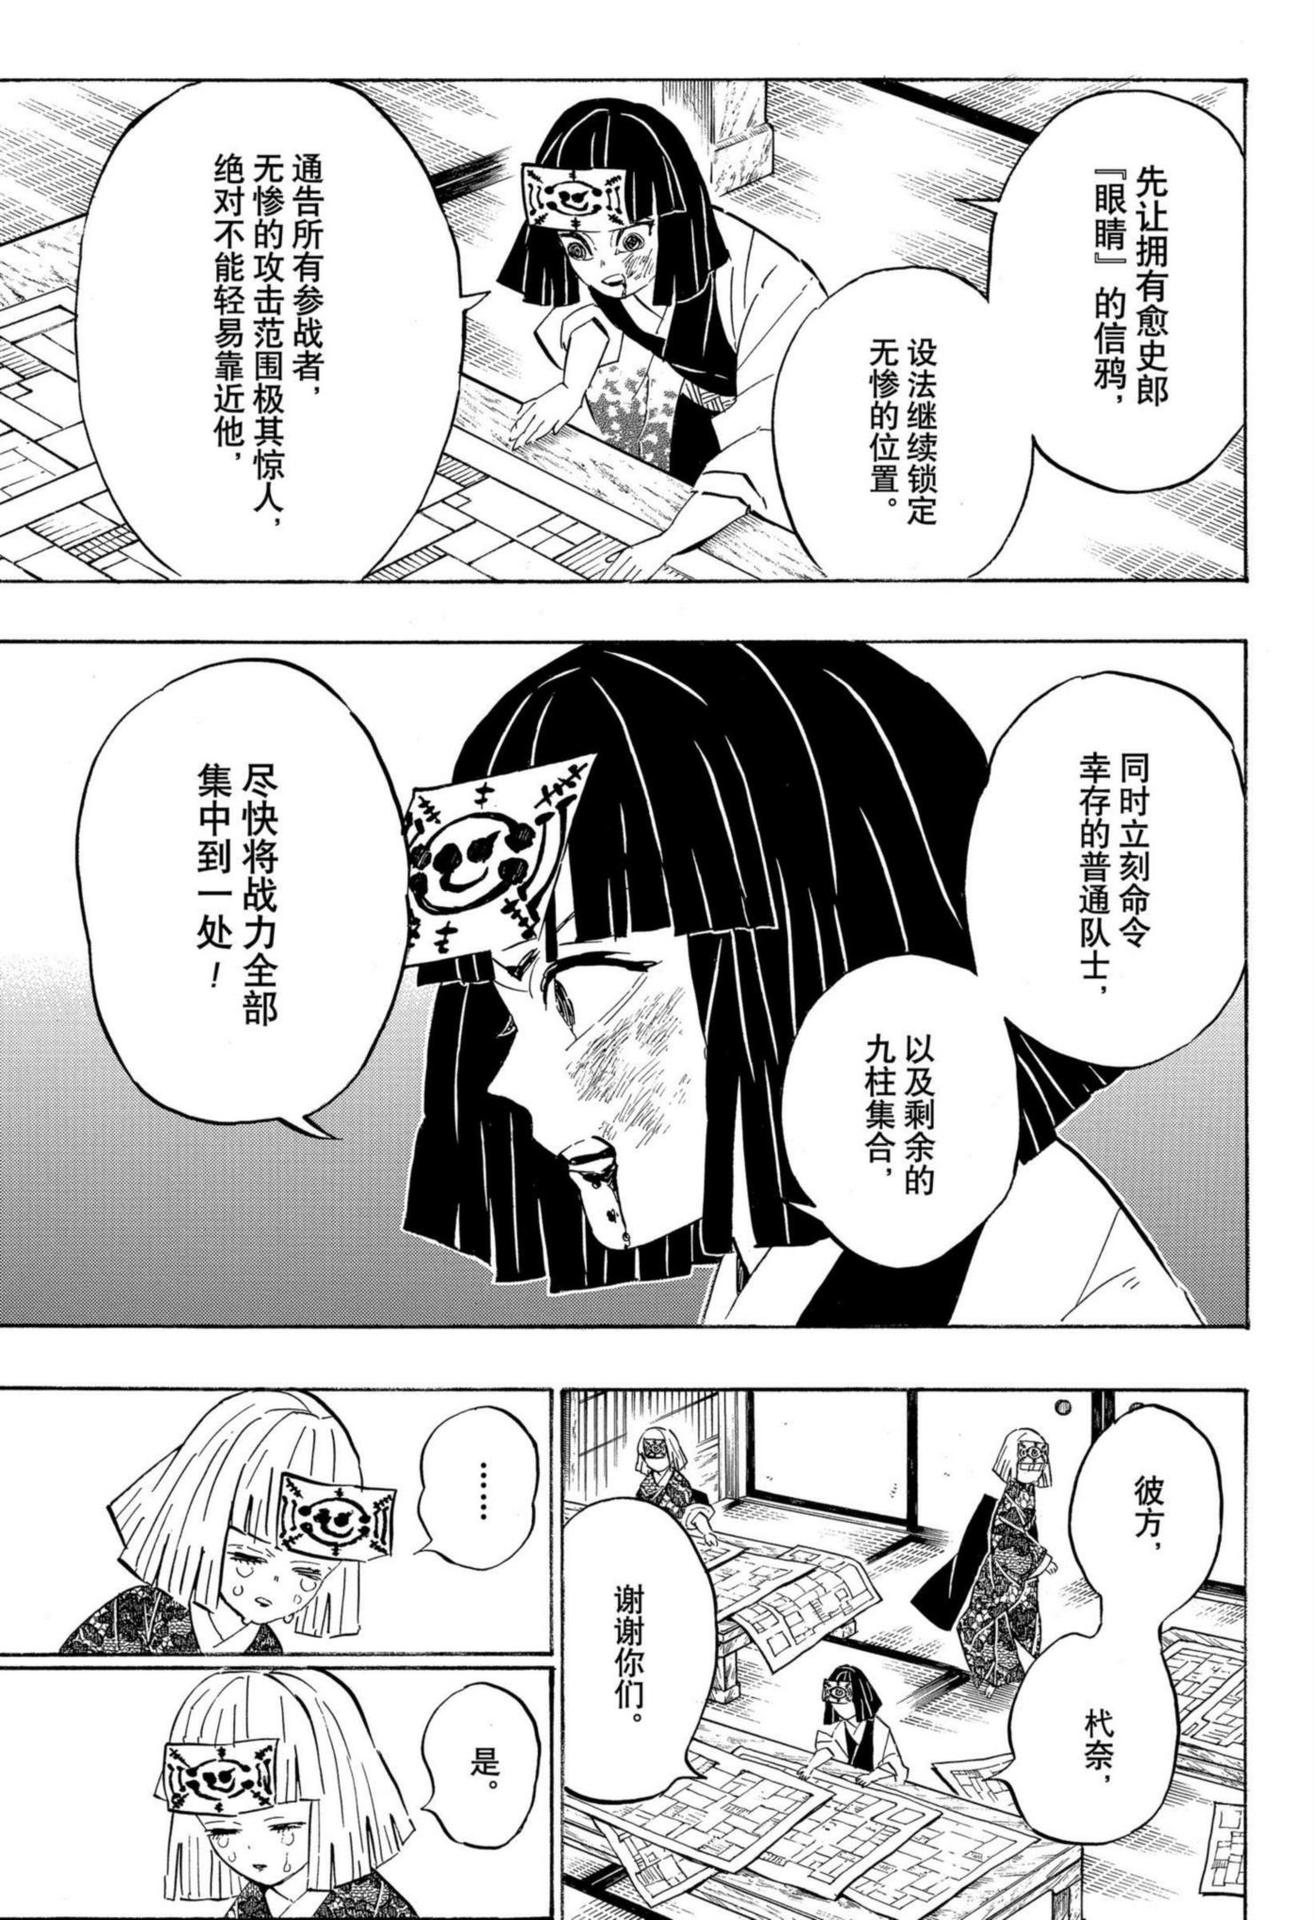 先让拥有愈史郎
『眼睛』的信鸦，
设法继续锁定
无惨的位置。
通告所有参战者，
无惨的攻击范围极其惊人，
绝对不能轻易靠近他，
同时立刻命令
幸存的普通队士，
以及剩余的
九柱集合，
尽快将战力全部
集中到一处！
彼方，
杙奈，
谢谢你们。
……
是。